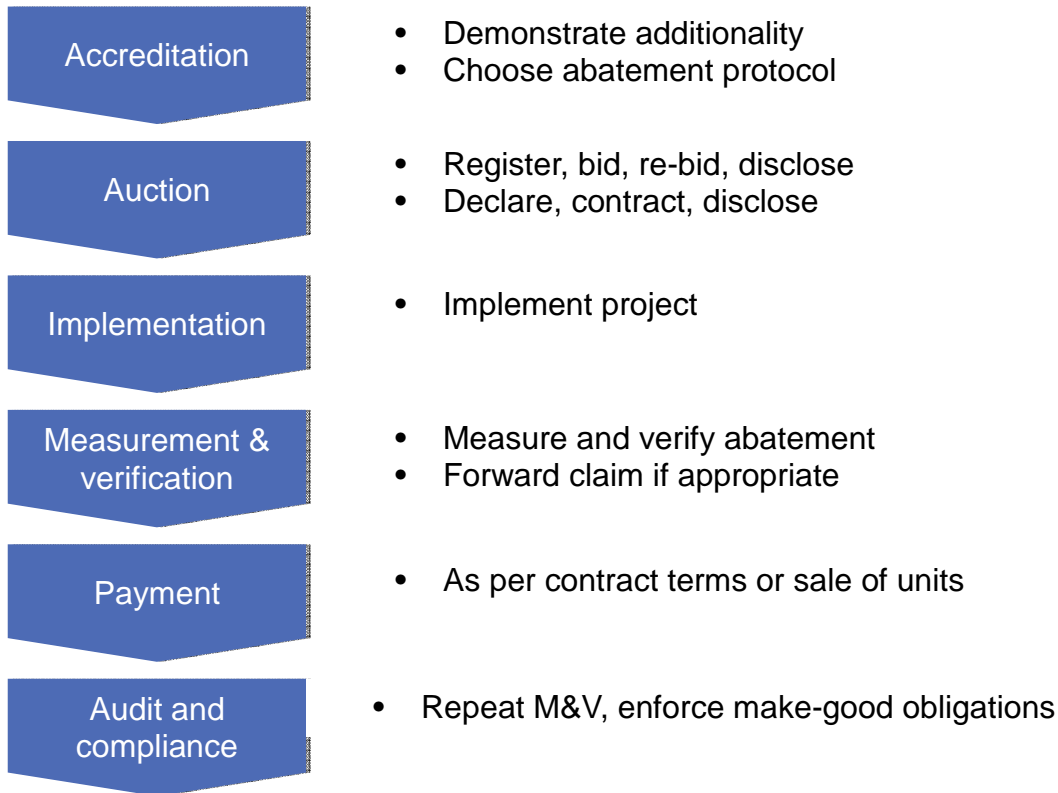 Accreditation
• Demonstrate additionality
• Choose abatement protocol
Auction
• Register, bid, re-bid, disclose
• Declare, contract, disclose
Implementation
• Implement project
Measurement &
verification
• Measure and verify abatement
• Forward claim if appropriate
Payment
• As per contract terms or sale of units
Audit and
compliance
• Repeat M&V, enforce make-good obligations